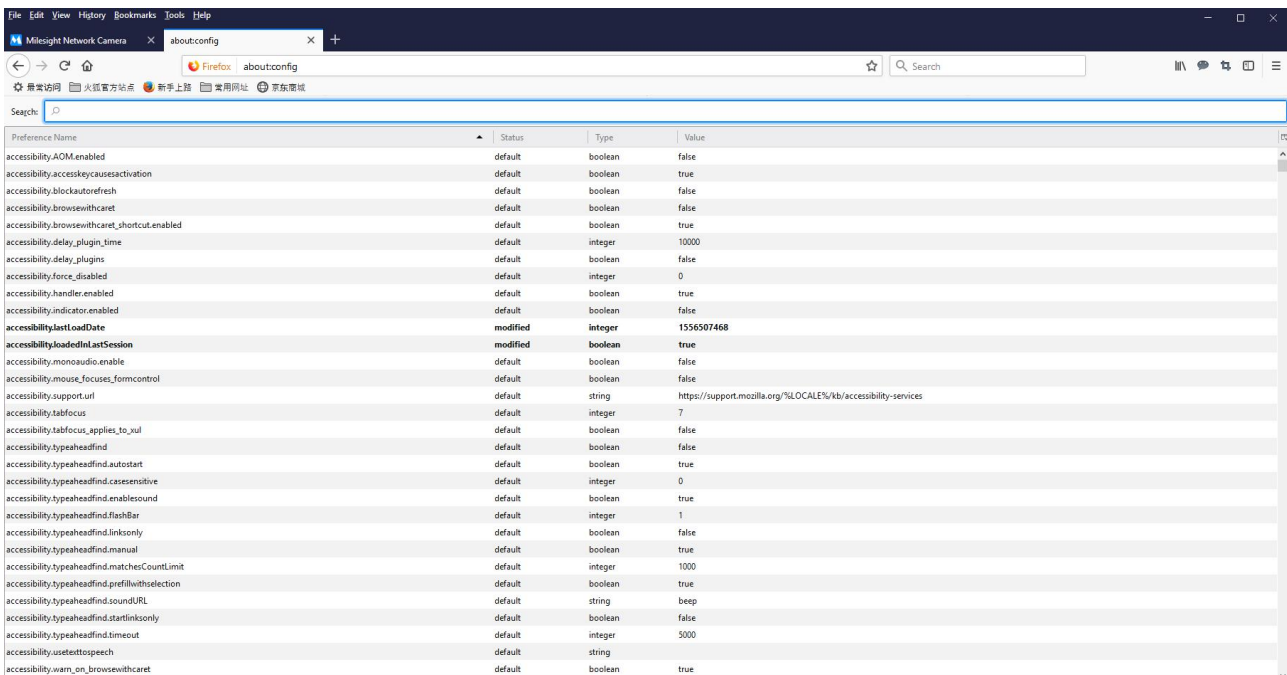 File Edit View History Bookmarks Tools Help
Milesight Network Camera about:config
Firefox about:config Search
最常访问 火狐官方站点 新手上路 常用网址 京东商城
Search:
Preference Name Status Type Value
accessibility.AOM.enabled default boolean false
accessibility.accesskeycausesactivation default boolean true
accessibility.blockautorefresh default boolean false
accessibility.browsewithcaret default boolean false
accessibility.browsewithcaret_shortcut.enabled default boolean true
accessibility.delay_plugin_time default integer 10000
accessibility.delay_plugins default boolean false
accessibility.force_disabled default integer 0
accessibility.handler.enabled default boolean true
accessibility.indicator.enabled default boolean false
accessibility.lastLoadDate modified integer 1556507468
accessibility.loadedInLastSession modified boolean true
accessibility.monoaudio.enable default boolean false
accessibility.mouse_focuses_formcontrol default boolean false
accessibility.support.url default string https://support.mozilla.org/%LOCALE%/kb/accessibility-services
accessibility.tabfocus default integer 7
accessibility.tabfocus_applies_to_xul default boolean false
accessibility.typeaheadfind default boolean false
accessibility.typeaheadfind.autostart default boolean true
accessibility.typeaheadfind.casesensitive default integer 0
accessibility.typeaheadfind.enablesound default boolean true
accessibility.typeaheadfind.flashBar default integer 1
accessibility.typeaheadfind.linksonly default boolean false
accessibility.typeaheadfind.manual default boolean true
accessibility.typeaheadfind.matchesCountLimit default integer 1000
accessibility.typeaheadfind.prefillwithselection default boolean true
accessibility.typeaheadfind.soundURL default string beep
accessibility.typeaheadfind.startlinksonly default boolean false
accessibility.typeaheadfind.timeout default integer 5000
accessibility.usetexttospeech default string
accessibility.warn_on_browsewithcaret default boolean true